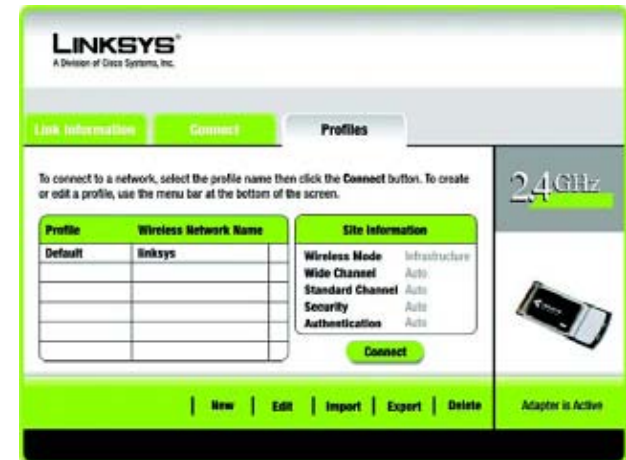 LINKSYS®
A Division of Cisco Systems, Inc.
Link Information
Connect
Profiles
To connect to a network, select the profile name then click the Connect button. To create
or edit a profile, use the menu bar at the bottom of the screen.
Profile Wireless Network Name
Default linksys
Site Information
Wireless Mode Infrastructure
Wide Channel Auto
Standard Channel Auto
Security Auto
Authentication Auto
Connect
2.4GHz
New | Edit | Import | Export | Delete
Adapter is Active